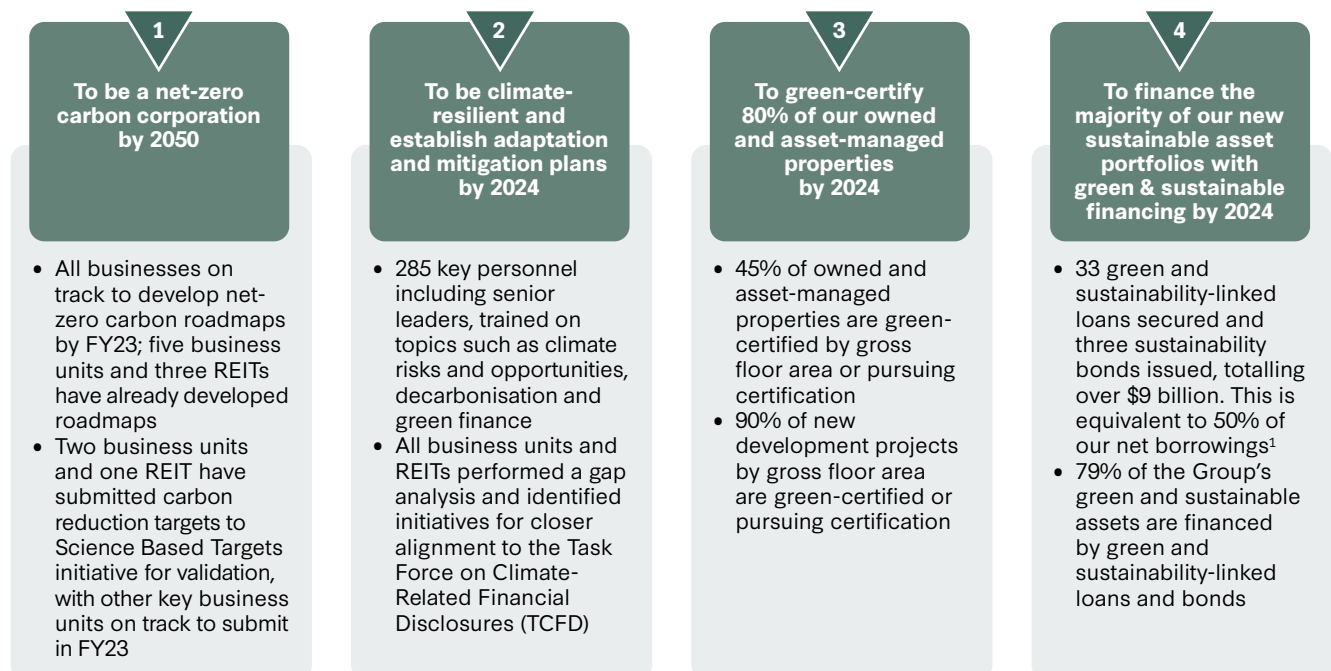 1
To be a net-zero
carbon corporation
by 2050
• All businesses on
track to develop net-
zero carbon roadmaps
by FY23; five business
units and three REITs
have already developed
roadmaps
• Two business units
and one REIT have
submitted carbon
reduction targets to
Science Based Targets
initiative for validation,
with other key business
units on track to submit
in FY23
2
To be climate-
resilient and
establish adaptation
and mitigation plans
by 2024
• 285 key personnel
including senior
leaders, trained on
topics such as climate
risks and opportunities,
decarbonisation and
green finance
• All business units and
REITs performed a gap
analysis and identified
initiatives for closer
alignment to the Task
Force on Climate-
Related Financial
Disclosures (TCFD)
3
To green-certify
80% of our owned
and asset-managed
properties
by 2024
• 45% of owned and
asset-managed
properties are green-
certified by gross
floor area or pursuing
certification
• 90% of new
development projects
by gross floor area
are green-certified or
pursuing certification
4
To finance the
majority of our new
sustainable asset
portfolios with
green & sustainable
financing by 2024
• 33 green and
sustainability-linked
loans secured and
three sustainability
bonds issued, totalling
over $9 billion. This is
equivalent to 50% of
our net borrowings¹
• 79% of the Group’s
green and sustainable
assets are financed
by green and
sustainability-linked
loans and bonds